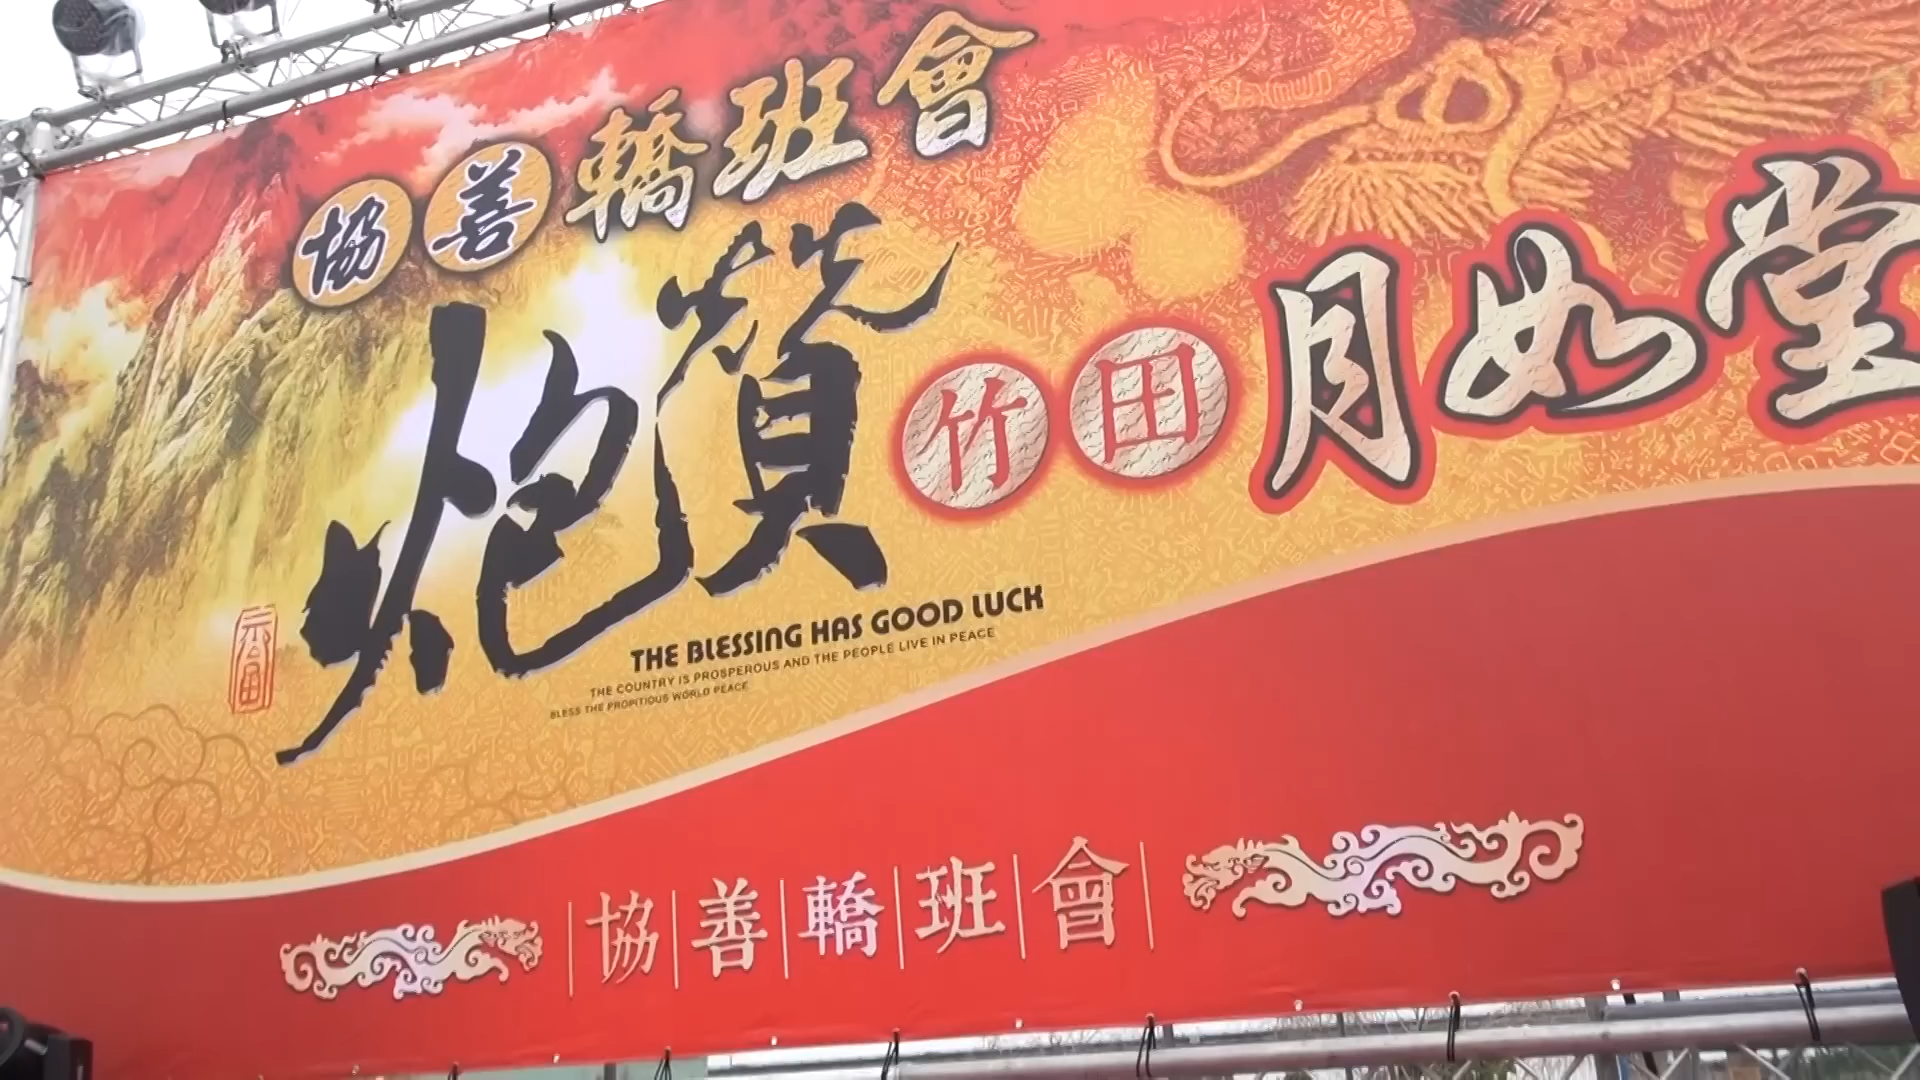 協善轎班會
炮贊
竹田月如堂
THE BLESSING HAS GOOD LUCK
THE COUNTRY IS PROSPEROUS AND THE PEOPLE LIVE IN PEACE
BLESS THE PROPITIOUS WORLD PEACE
協善轎班會